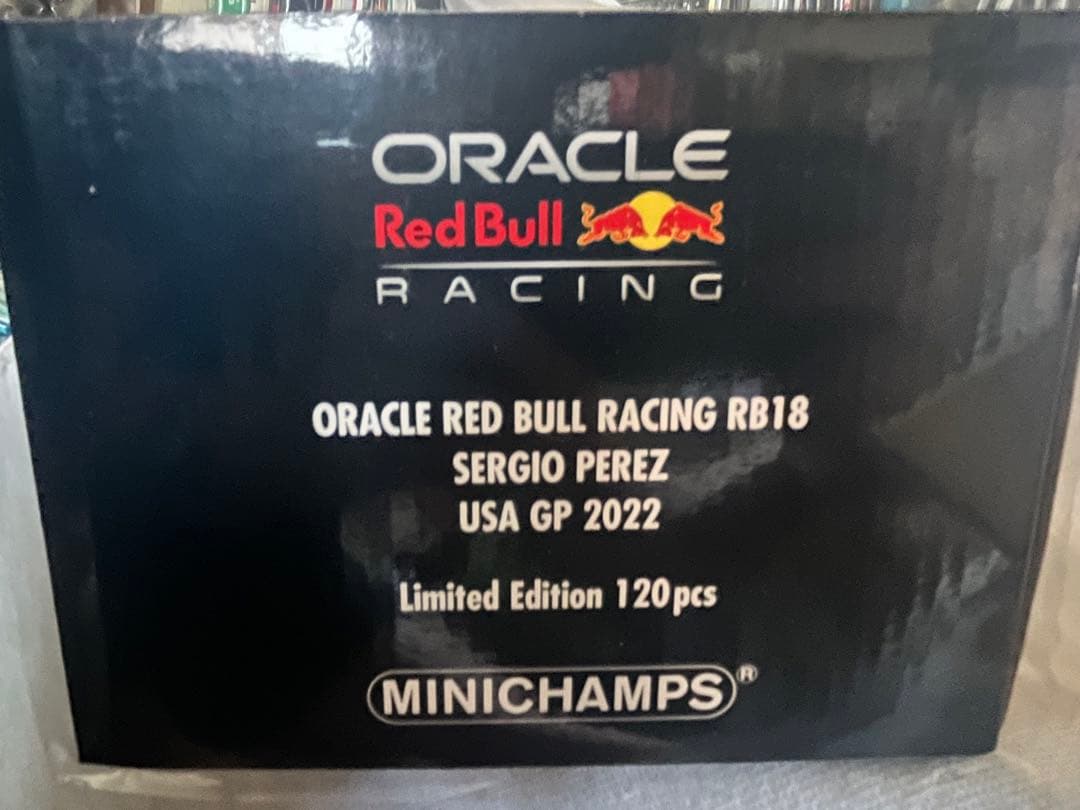 ORACLE
Red Bull
RACING
ORACLE RED BULL RACING RB18
SERGIO PEREZ
USA GP 2022
Limited Edition 120pcs
MINICHAMPS®